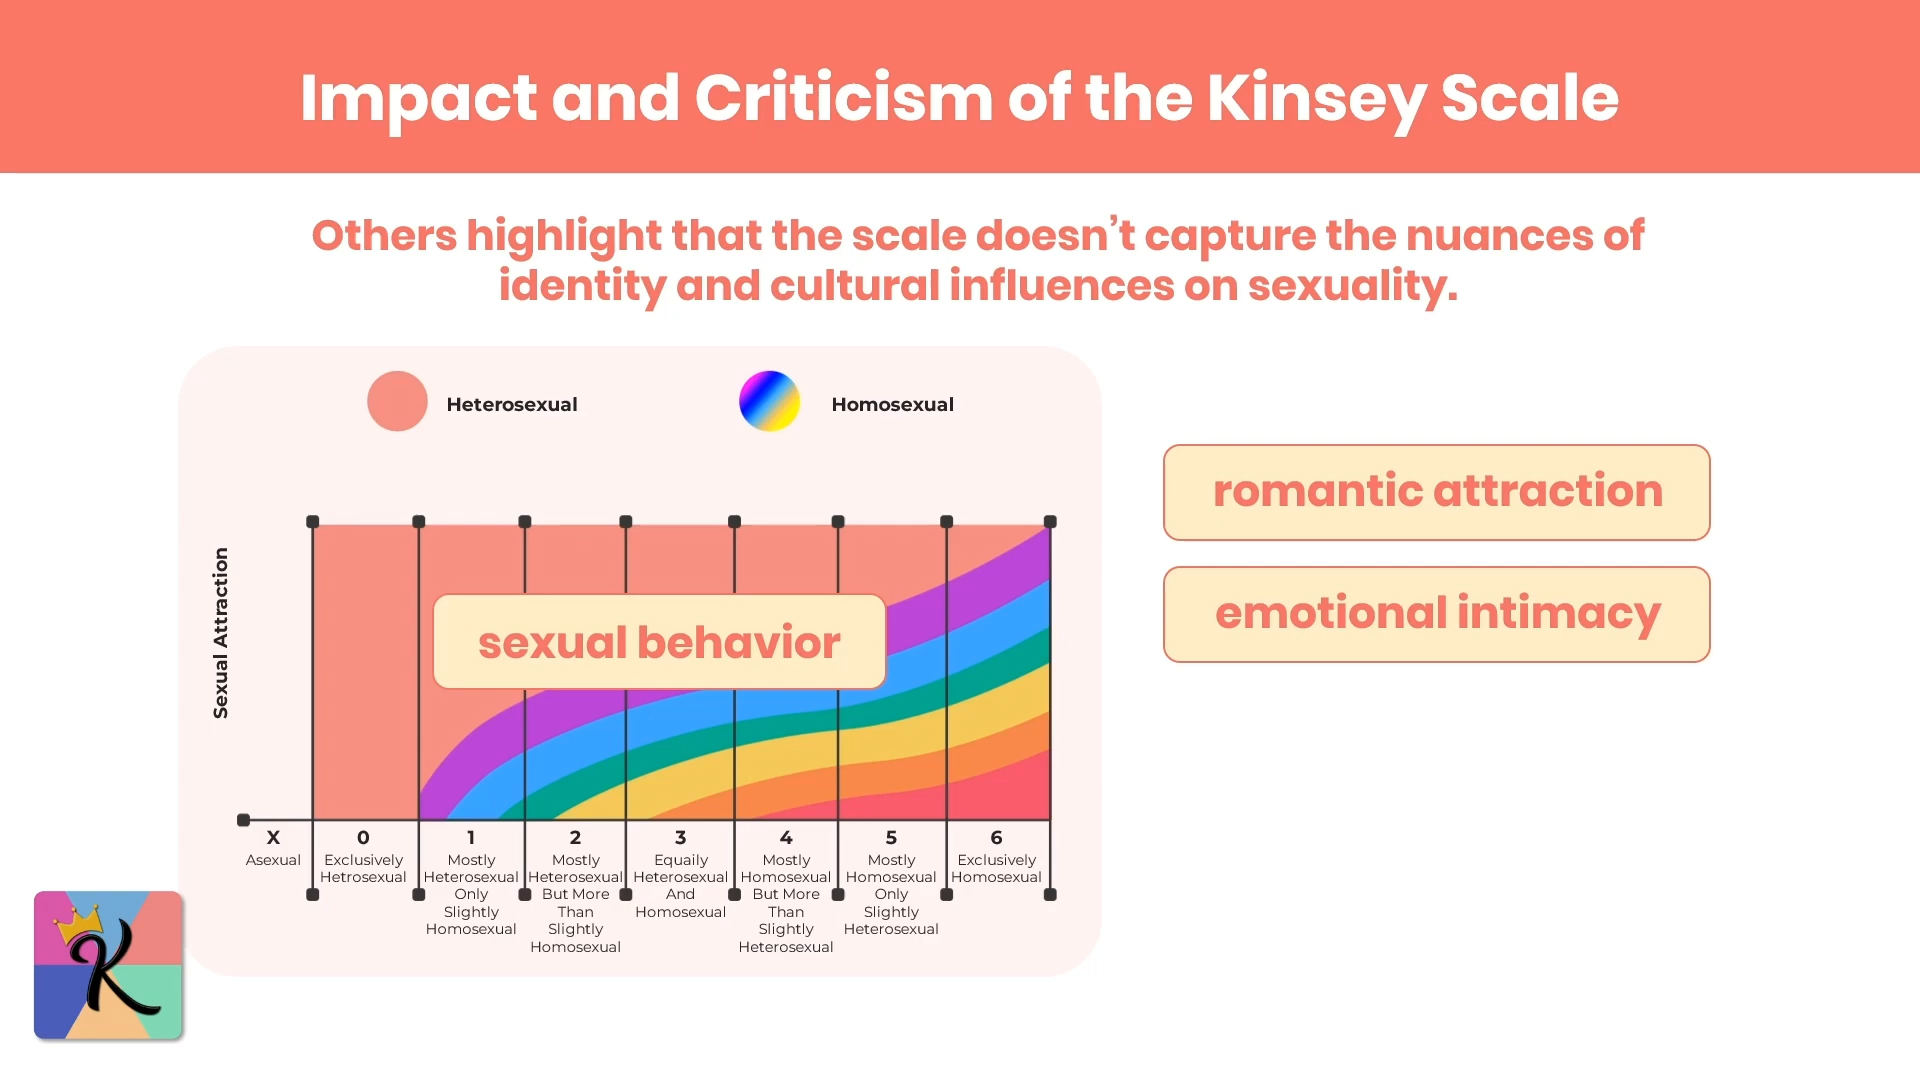 Impact and Criticism of the Kinsey Scale
Others highlight that the scale doesn’t capture the nuances of
identity and cultural influences on sexuality.
Heterosexual
Homosexual
romantic attraction
emotional intimacy
Sexual Attraction
sexual behavior
X
Asexual
0
Exclusively
Hetrosexual
1
Mostly
Heterosexual
Only
Slightly
Homosexual
2
Mostly
Heterosexual
But More
Than
Slightly
Homosexual
3
Equaily
Heterosexual
And
Homosexual
4
Mostly
Homosexual
But More
Than
Slightly
Heterosexual
5
Mostly
Homosexual
Only
Slightly
Heterosexual
6
Exclusively
Homosexual
K